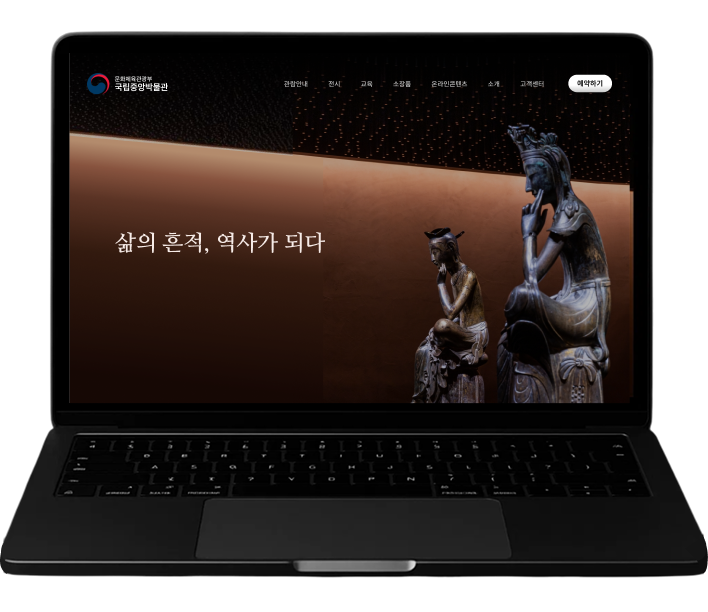 문화체육관광부
국립중앙박물관
관람안내 전시 교육 소장품 온라인콘텐츠 소개 고객센터 예약하기
삶의 흔적, 역사가 되다